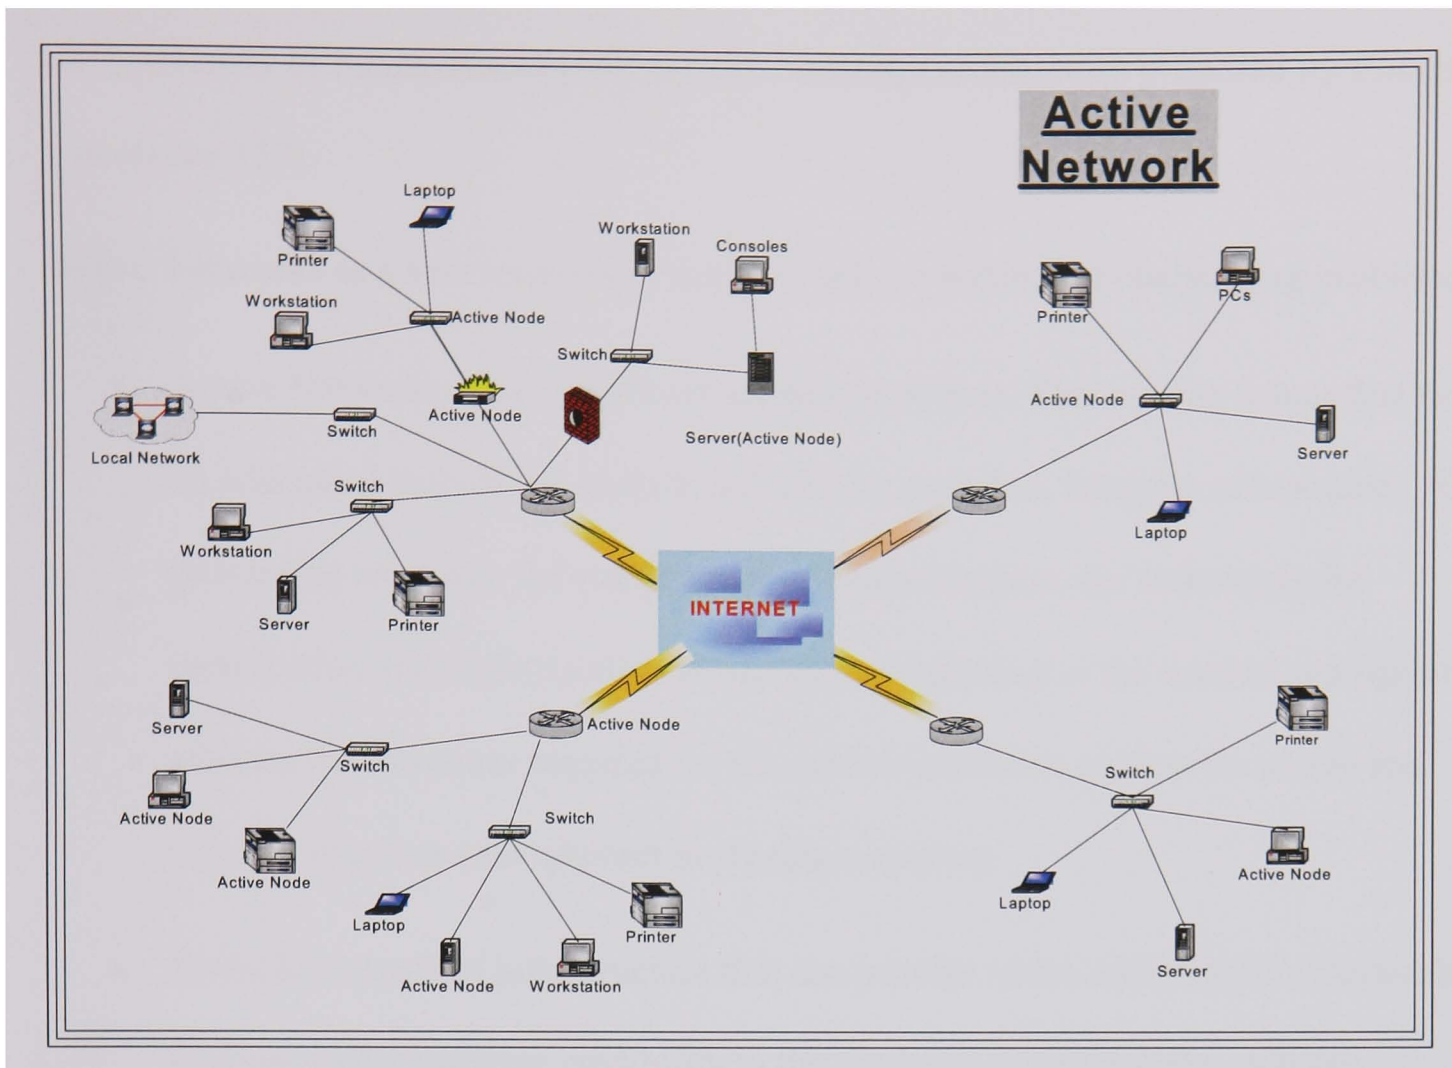 Active
Network
Laptop
Printer
Workstation
Active Node
Workstation
Consoles
Switch
Active Node
Server(Active Node)
Switch
Local Network
Switch
Workstation
Server
Printer
PCs
Printer
Active Node
Server
Laptop
INTERNET
Server
Switch
Active Node
Active Node
Active Node
Switch
Laptop
Active Node
Workstation
Printer
Printer
Switch
Active Node
Laptop
Server